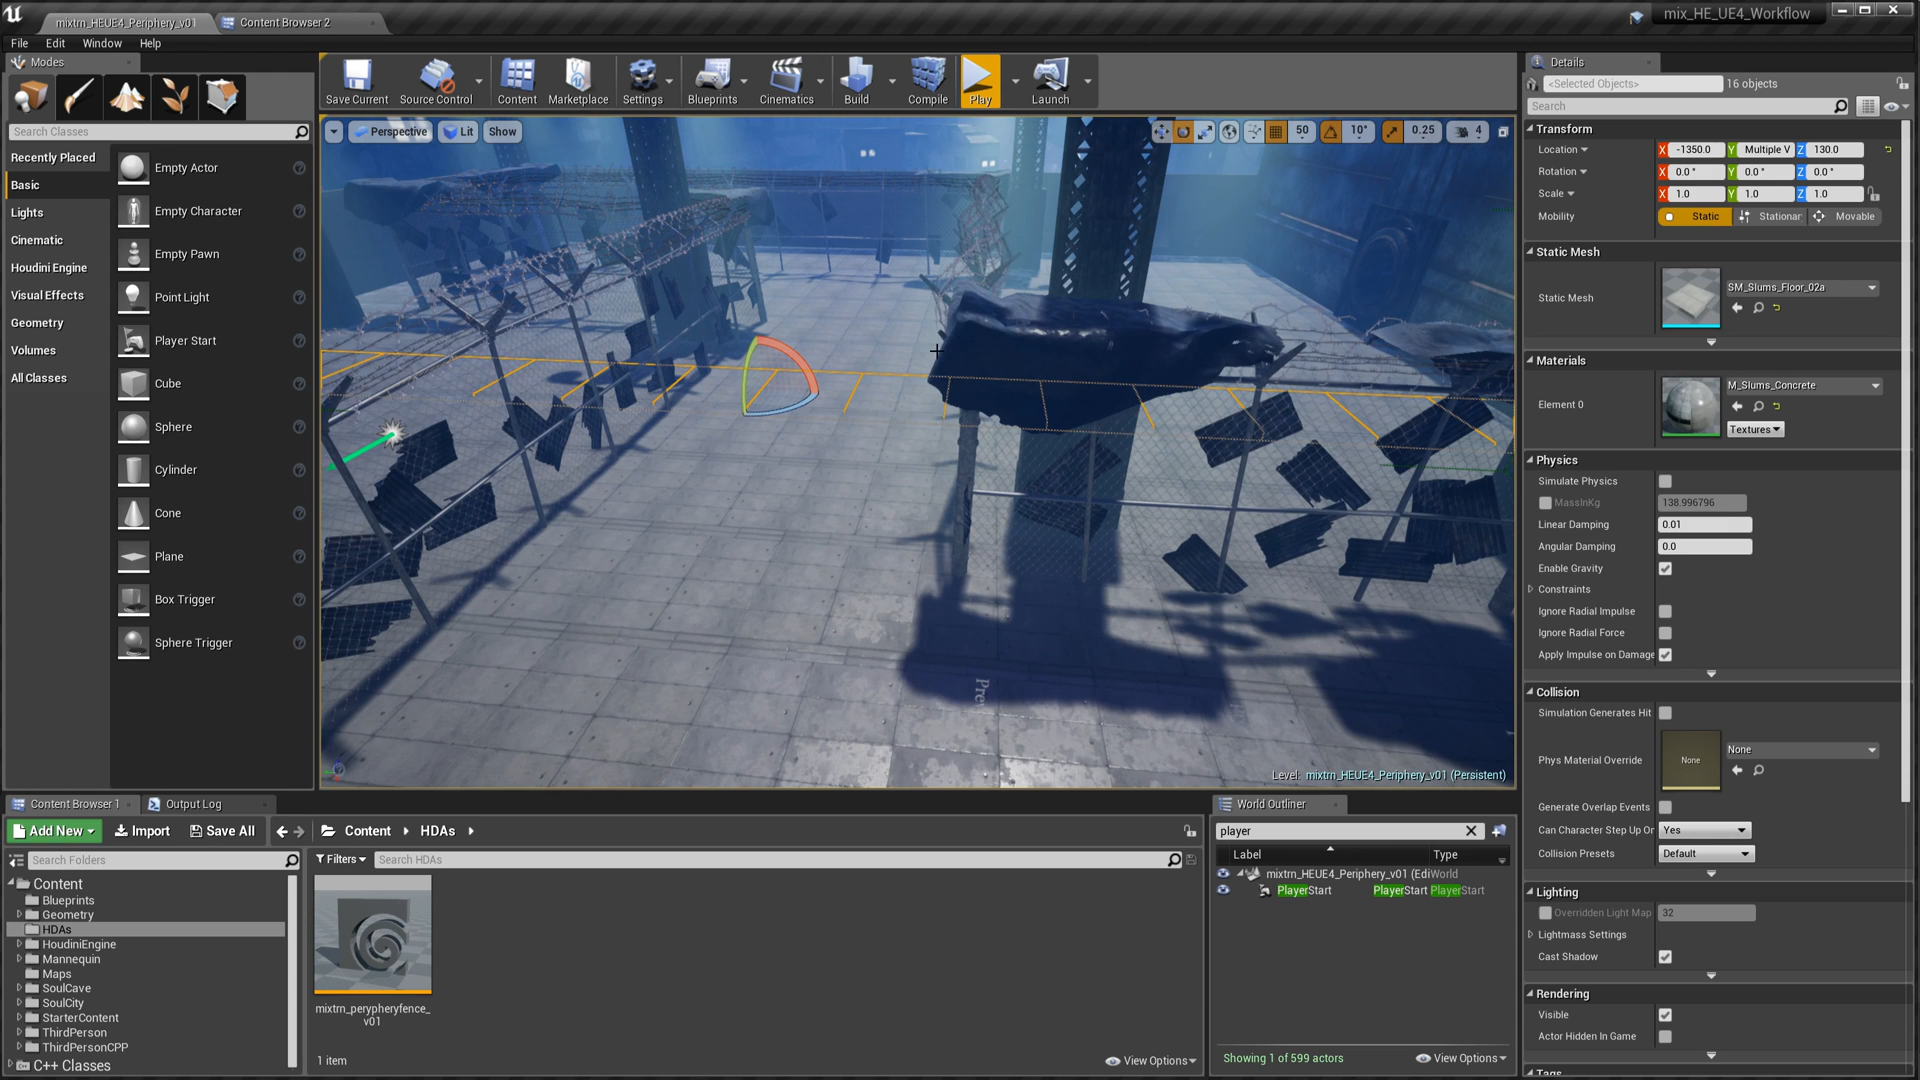 mixtrn_HEUE4_Periphery_v01
Content Browser 2
mix_HE_UE4_Workflow
File Edit Window Help
Modes
Search Classes
Recently Placed
Basic
Lights
Cinematic
Houdini Engine
Visual Effects
Geometry
Volumes
All Classes
Empty Actor
Empty Character
Empty Pawn
Point Light
Player Start
Cube
Sphere
Cylinder
Cone
Plane
Box Trigger
Sphere Trigger
Save Current
Source Control
Content
Marketplace
Settings
Blueprints
Cinematics
Build
Compile
Play
Launch
Perspective Lit Show
50 10° 0.25 4
Pre
Level: mixtrn_HEUE4_Periphery_v01 (Persistent)
Details
<Selected Objects> 16 objects
Search
Transform
Location X -1350.0 Y Multiple V Z 130.0
Rotation X 0.0 ° Y 0.0 ° Z 0.0 °
Scale X 1.0 Y 1.0 Z 1.0
Mobility Static Stationar Movable
Static Mesh
Static Mesh SM_Slums_Floor_02a
Materials
Element 0 M_Slums_Concrete
Textures
Physics
Simulate Physics
MassInKg 138.996796
Linear Damping 0.01
Angular Damping 0.0
Enable Gravity
Constraints
Ignore Radial Impulse
Ignore Radial Force
Apply Impulse on Damage
Collision
Simulation Generates Hit
Phys Material Override None None
Generate Overlap Events
Can Character Step Up On Yes
Collision Presets Default
Lighting
Overridden Light Map 32
Lightmass Settings
Cast Shadow
Rendering
Visible
Actor Hidden In Game
Tags
Content Browser 1
Output Log
Add New Import Save All Content HDAs
Search Folders
Content
Blueprints
Geometry
HDAs
HoudiniEngine
Mannequin
Maps
SoulCave
SoulCity
StarterContent
ThirdPerson
ThirdPersonCPP
C++ Classes
Filters Search HDAs
mixtrn_perypheryfence_
v01
1 item
View Options
World Outliner
player
Label Type
mixtrn_HEUE4_Periphery_v01 (Edi World
PlayerStart PlayerStart PlayerStart
Showing 1 of 599 actors
View Options